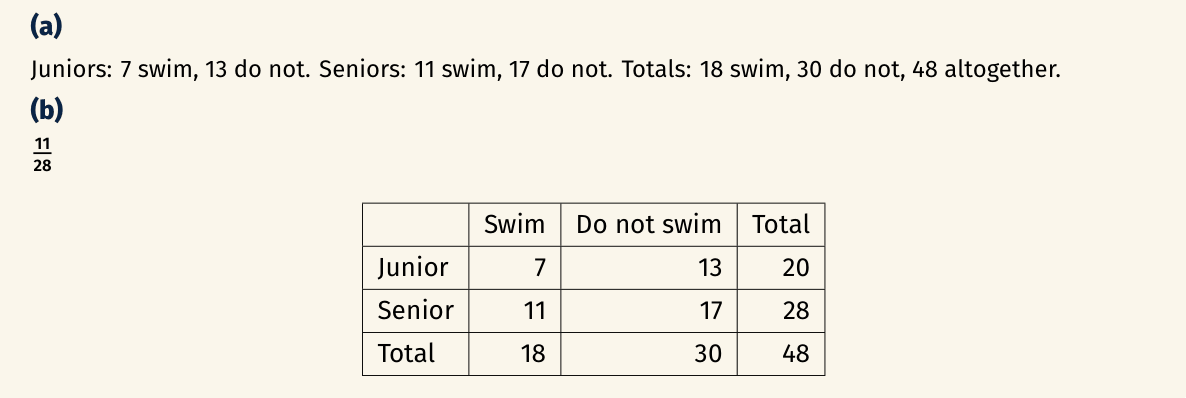 (a)
Juniors: 7 swim, 13 do not. Seniors: 11 swim, 17 do not. Totals: 18 swim, 30 do not, 48 altogether.
(b)
11
28
Swim Do not swim Total
Junior 7 13 20
Senior 11 17 28
Total 18 30 48